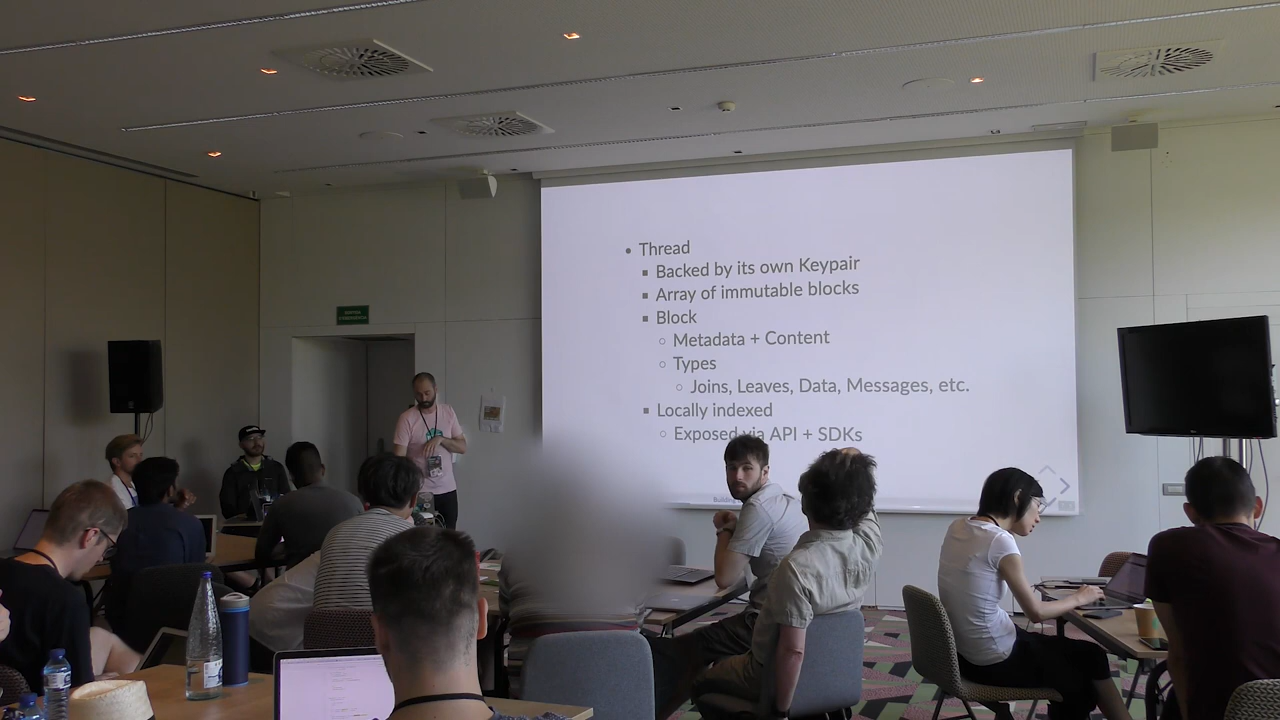 • Thread
▪ Backed by its own Keypair
▪ Array of immutable blocks
▪ Block
○ Metadata + Content
○ Types
○ Joins, Leaves, Data, Messages, etc.
▪ Locally indexed
○ Exposed via API + SDKs